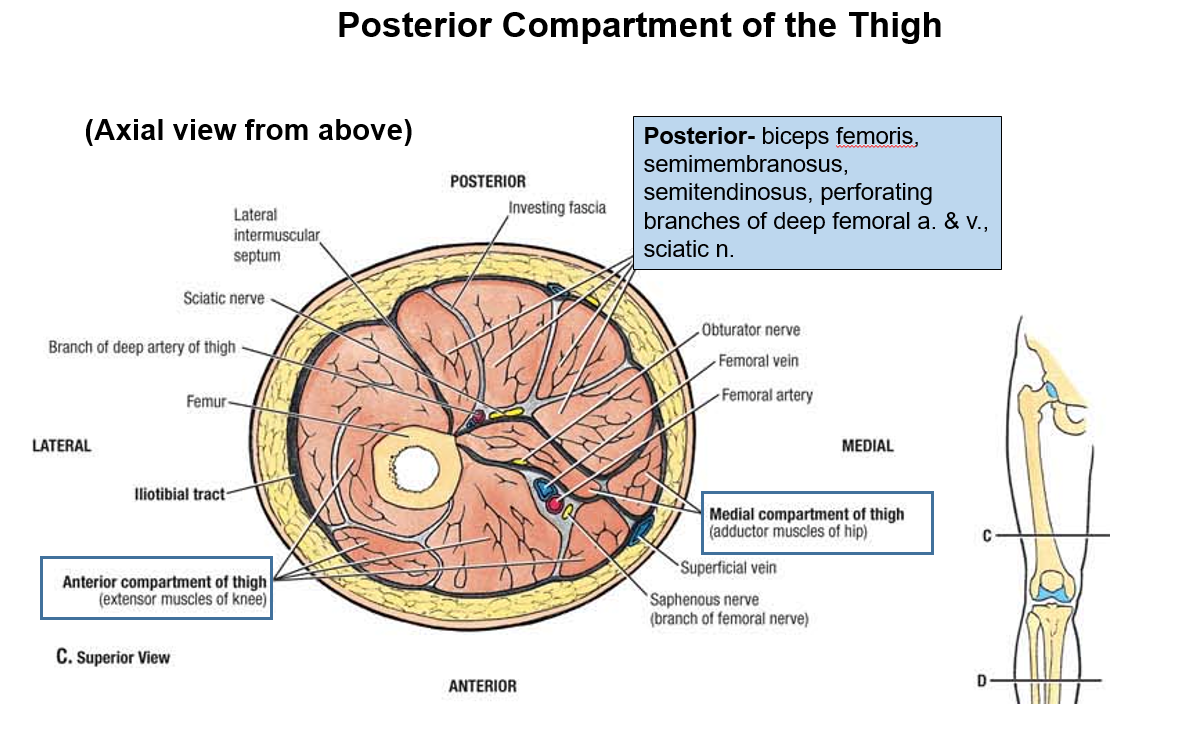 Posterior Compartment of the Thigh
(Axial view from above)
Posterior- biceps femoris,
semimembranosus,
semitendinosus, perforating
branches of deep femoral a. & v.,
sciatic n.
POSTERIOR
Investing fascia
Lateral
intermuscular
septum
Sciatic nerve
Branch of deep artery of thigh
Femur
LATERAL
Iliotibial tract
Anterior compartment of thigh
(extensor muscles of knee)
Obturator nerve
Femoral vein
Femoral artery
MEDIAL
Medial compartment of thigh
(adductor muscles of hip)
Superficial vein
Saphenous nerve
(branch of femoral nerve)
C. Superior View
ANTERIOR
C
D